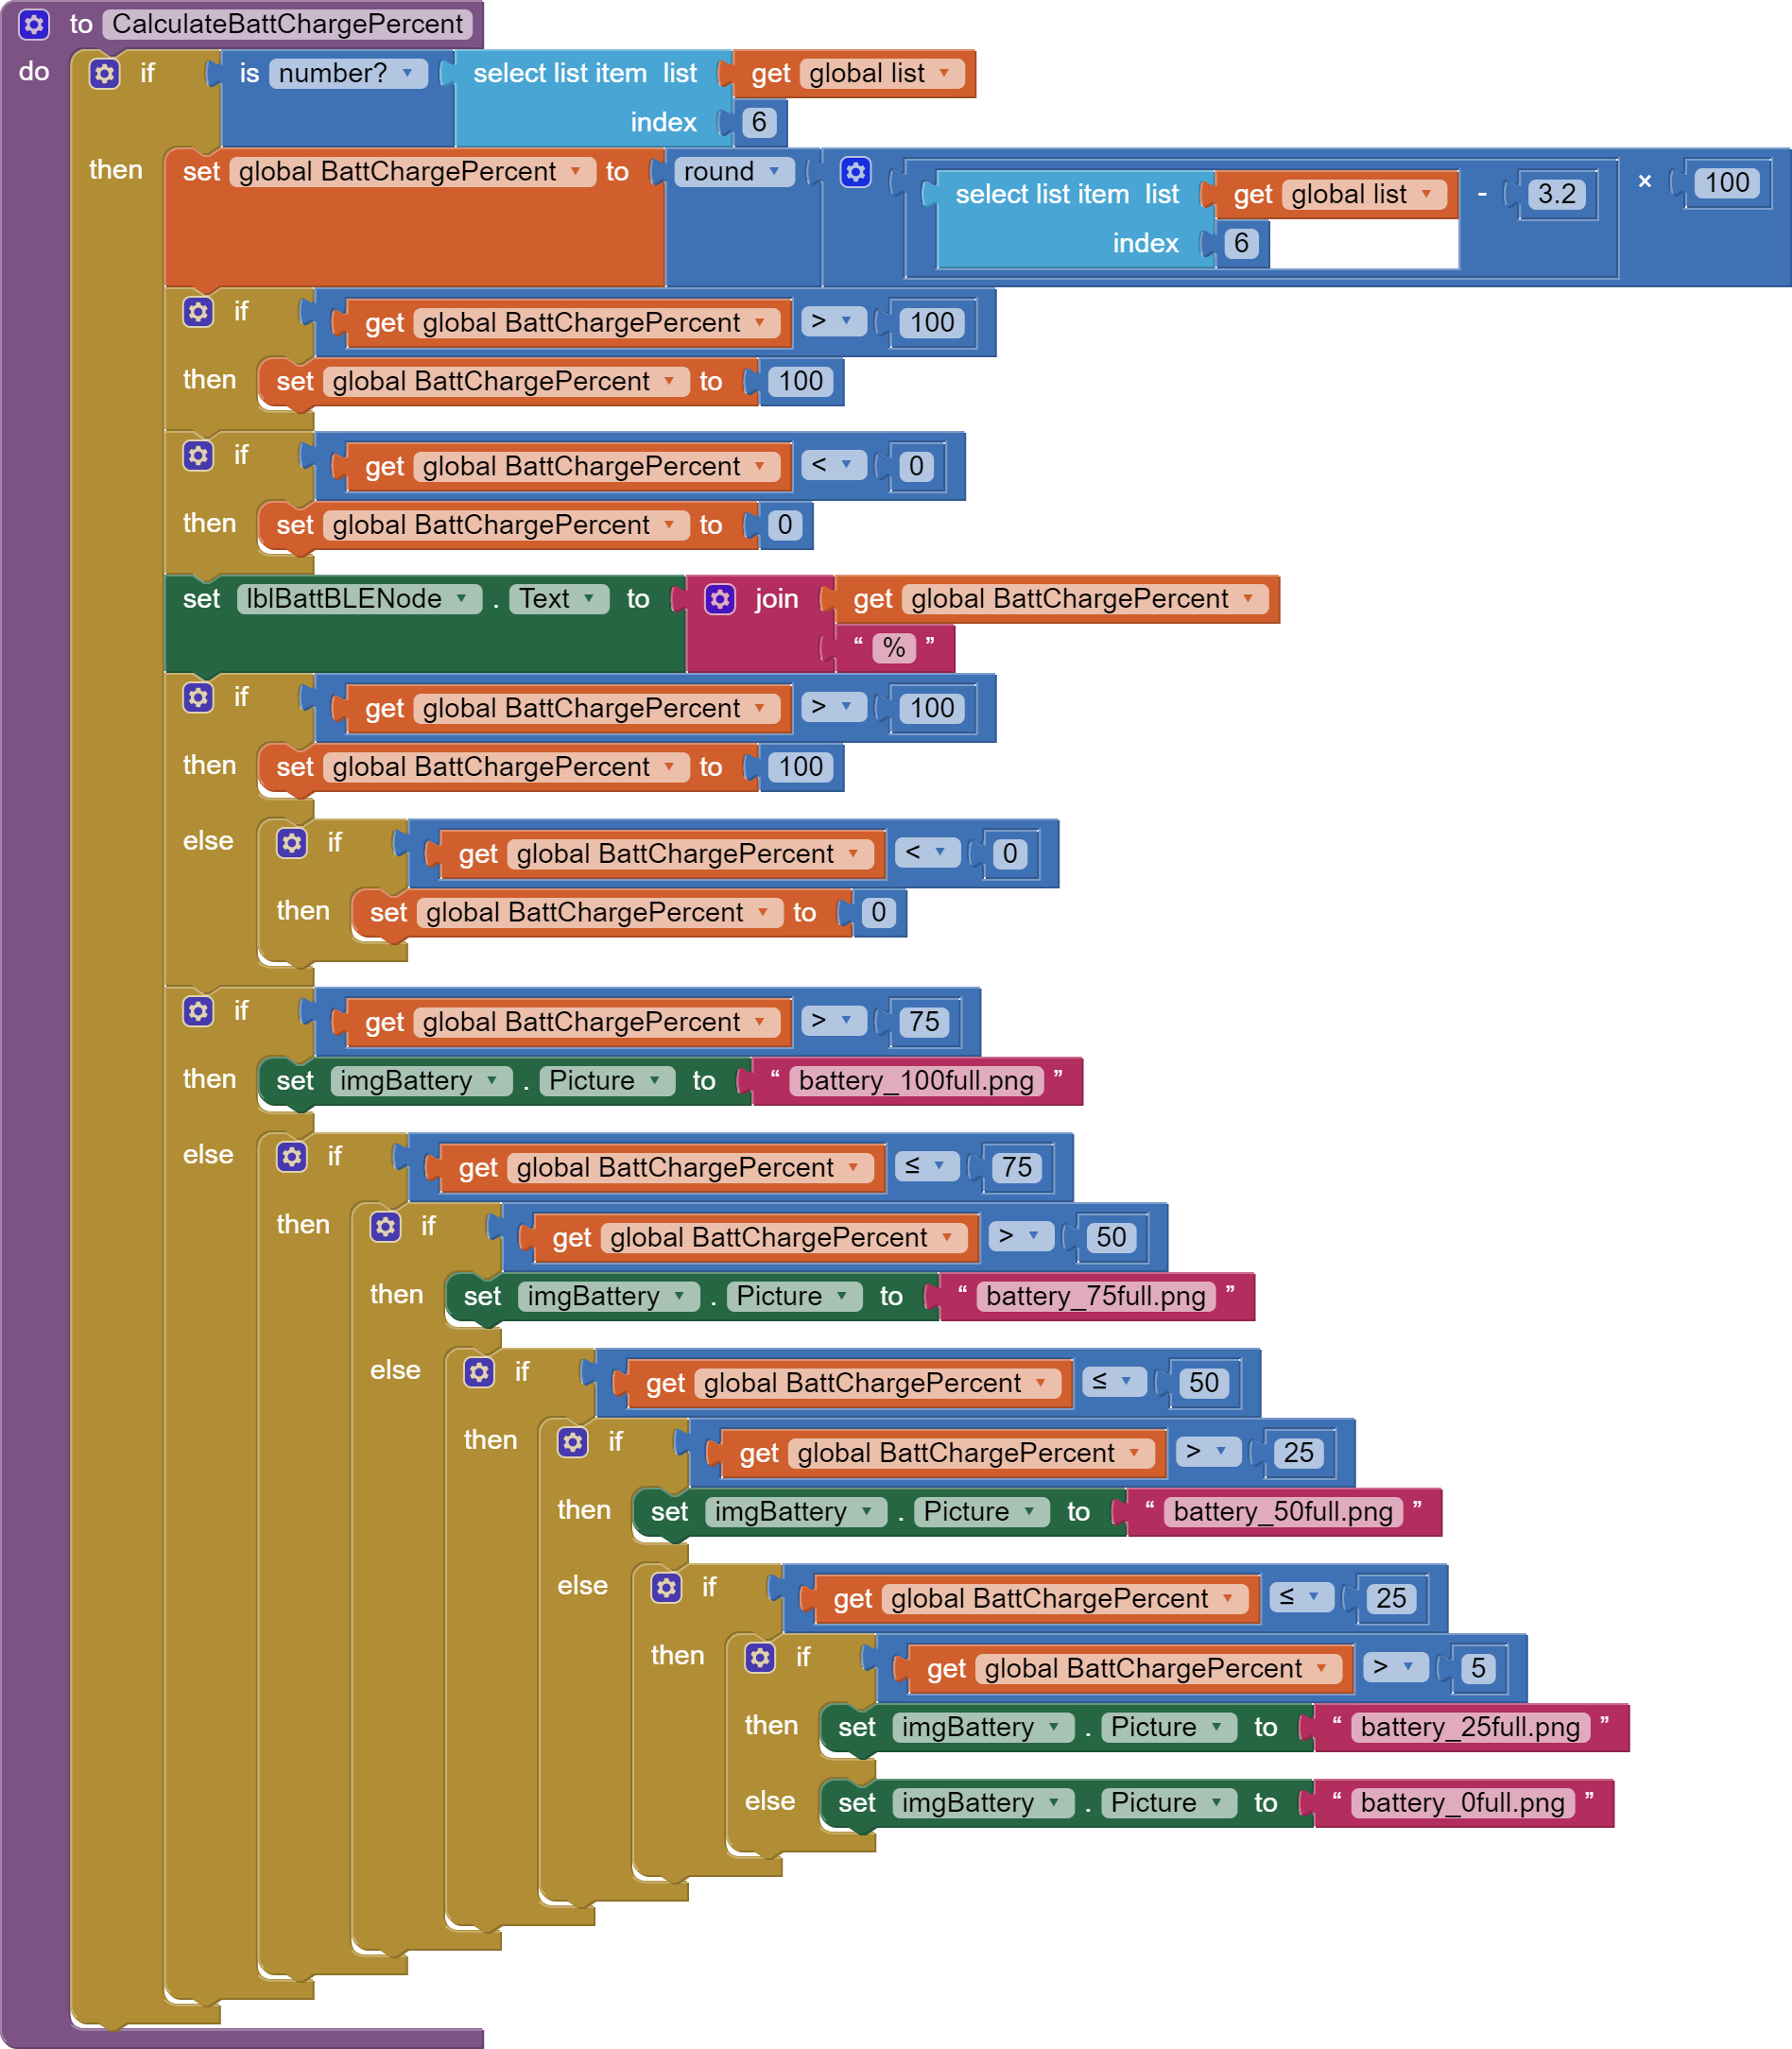 to CalculateBattChargePercent
do if is number? select list item list get global list
index 6
then set global BattChargePercent to round select list item list get global list - 3.2 × 100
index 6
if get global BattChargePercent > 100
then set global BattChargePercent to 100
if get global BattChargePercent < 0
then set global BattChargePercent to 0
set lblBattBLENode . Text to join get global BattChargePercent
“ % ”
if get global BattChargePercent > 100
then set global BattChargePercent to 100
else if get global BattChargePercent < 0
then set global BattChargePercent to 0
if get global BattChargePercent > 75
then set imgBattery . Picture to “ battery_100full.png ”
else if get global BattChargePercent ≤ 75
then if get global BattChargePercent > 50
then set imgBattery . Picture to “ battery_75full.png ”
else if get global BattChargePercent ≤ 50
then if get global BattChargePercent > 25
then set imgBattery . Picture to “ battery_50full.png ”
else if get global BattChargePercent ≤ 25
then if get global BattChargePercent > 5
then set imgBattery . Picture to “ battery_25full.png ”
else set imgBattery . Picture to “ battery_0full.png ”